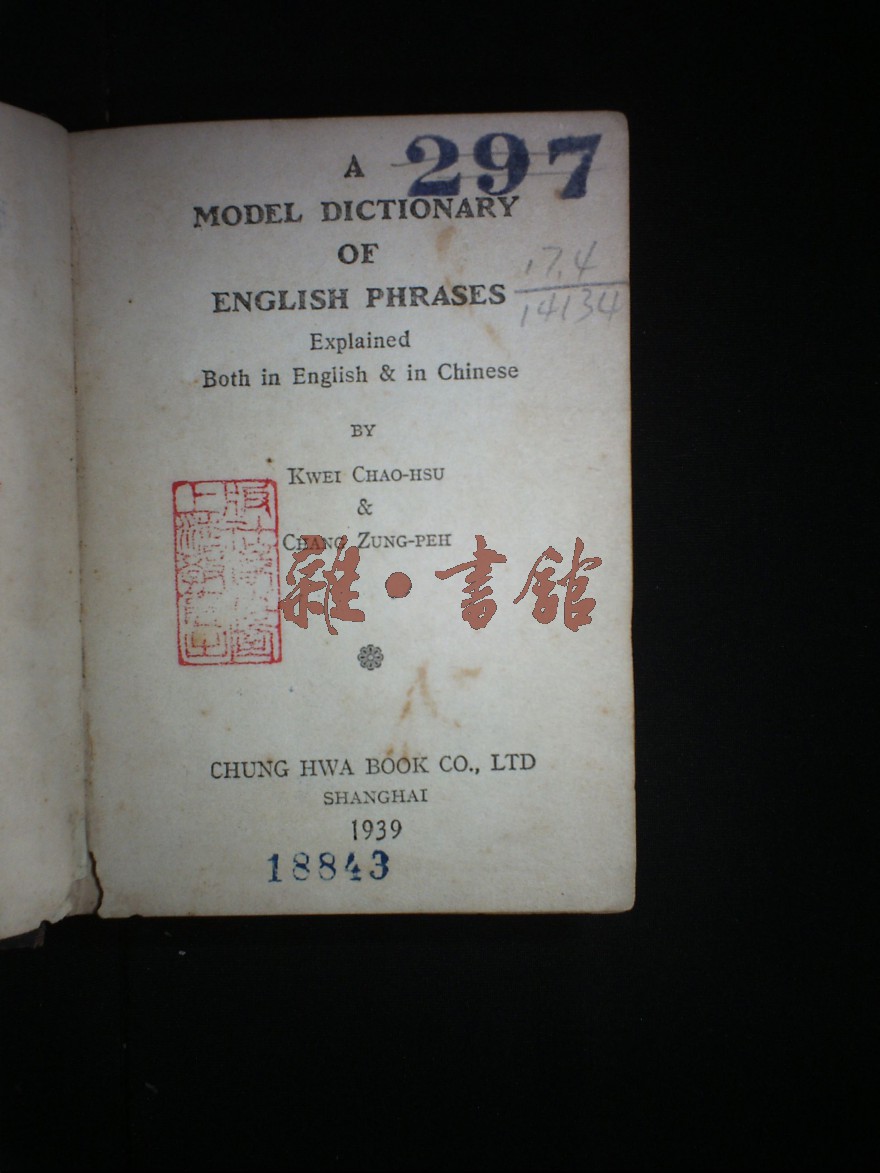 297
A
MODEL DICTIONARY
OF
ENGLISH PHRASES
17.4
14134
Explained
Both in English & in Chinese
BY
KWEI CHAO-HSU
&
CHANG ZUNG-PEH
雜·書館
CHUNG HWA BOOK CO., LTD
SHANGHAI
1939
18843